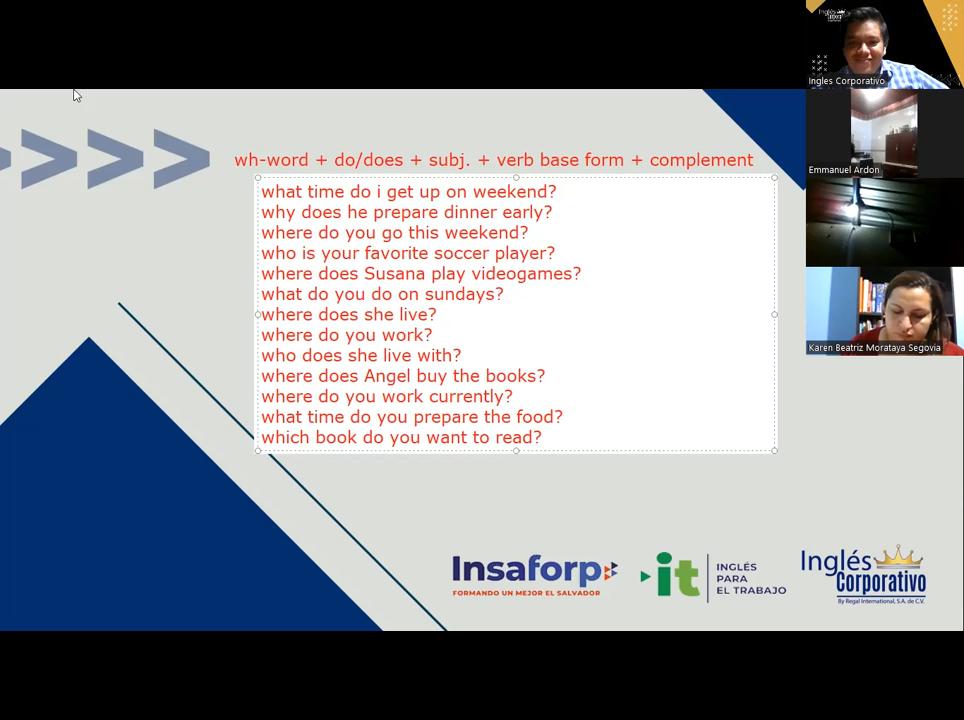 wh-word + do/does + subj. + verb base form + complement
what time do i get up on weekend?
why does he prepare dinner early?
where do you go this weekend?
who is your favorite soccer player?
where does Susana play videogames?
what do you do on sundays?
where does she live?
where do you work?
who does she live with?
where does Angel buy the books?
where do you work currently?
what time do you prepare the food?
which book do you want to read?
Insaforp
FORMANDO UN MEJOR EL SALVADOR
it
INGLÉS
PARA
EL TRABAJO
Inglés
Corporativo
By Regal International, S.A. de C.V.
Inglés
Ingles Corporativo
Emmanuel Ardon
Karen Beatriz Morataya Segovia